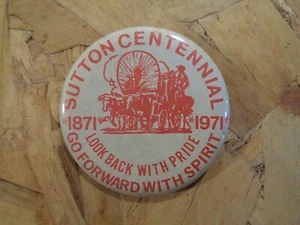 SUTTON CENTENNIAL
*1871* *1971*
LOOK BACK WITH PRIDE
GO FORWARD WITH SPIRIT